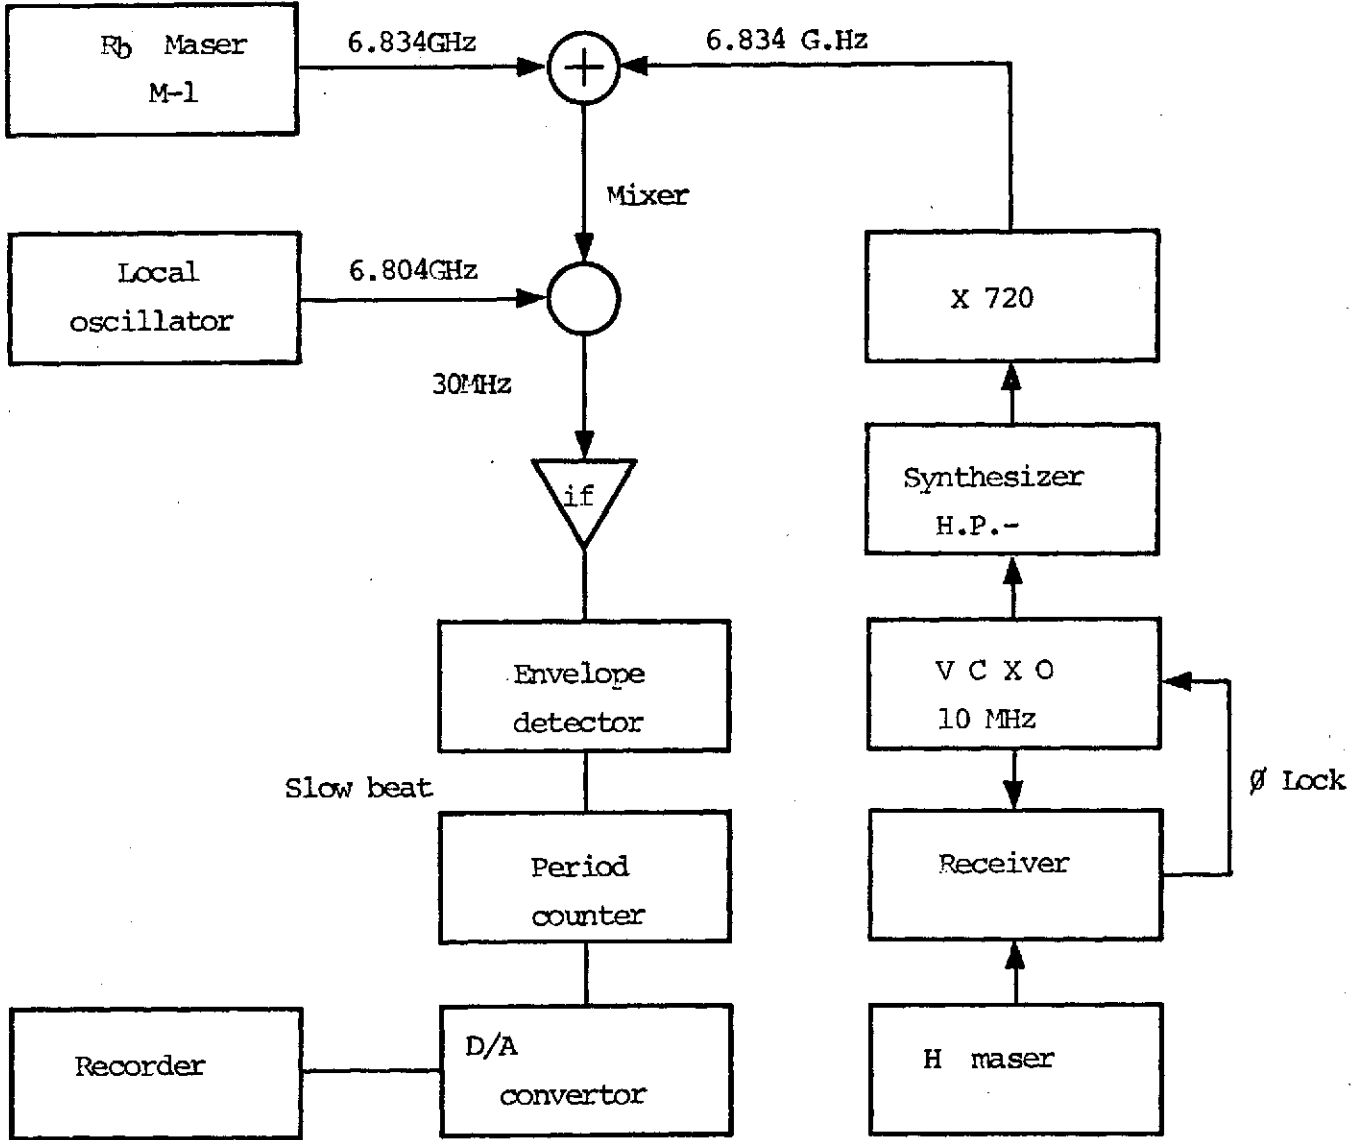 Rb Maser
M-1
6.834GHz
6.834 G.Hz
Mixer
Local
oscillator
6.804GHz
X 720
30MHz
if
Synthesizer
H.P.-
Envelope
detector
V C X O
10 MHz
Slow beat
Ø Lock
Period
counter
Receiver
Recorder
D/A
convertor
H maser